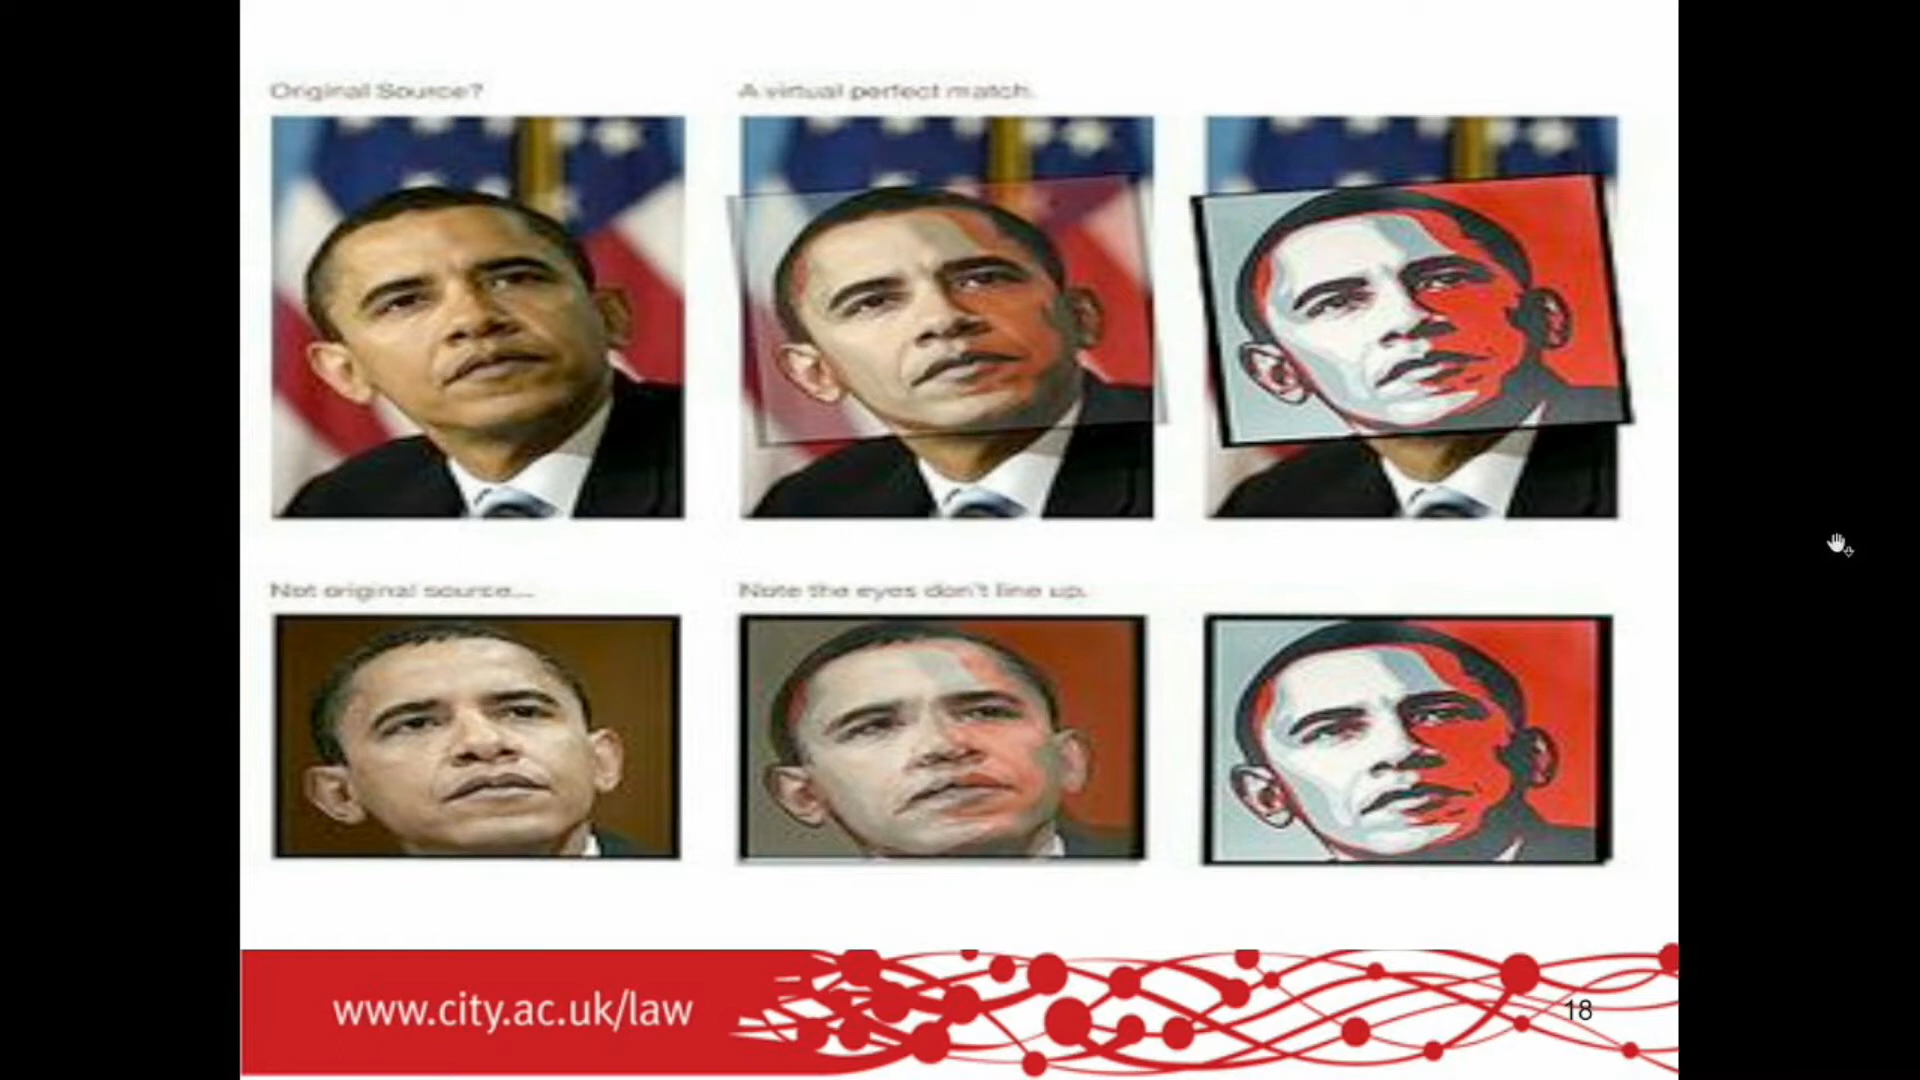 Original Source?
A virtual perfect match.
Not original source...
Note the eyes don't line up.
www.city.ac.uk/law
18